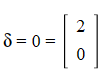 δ = 0 = [ 2
0 ]